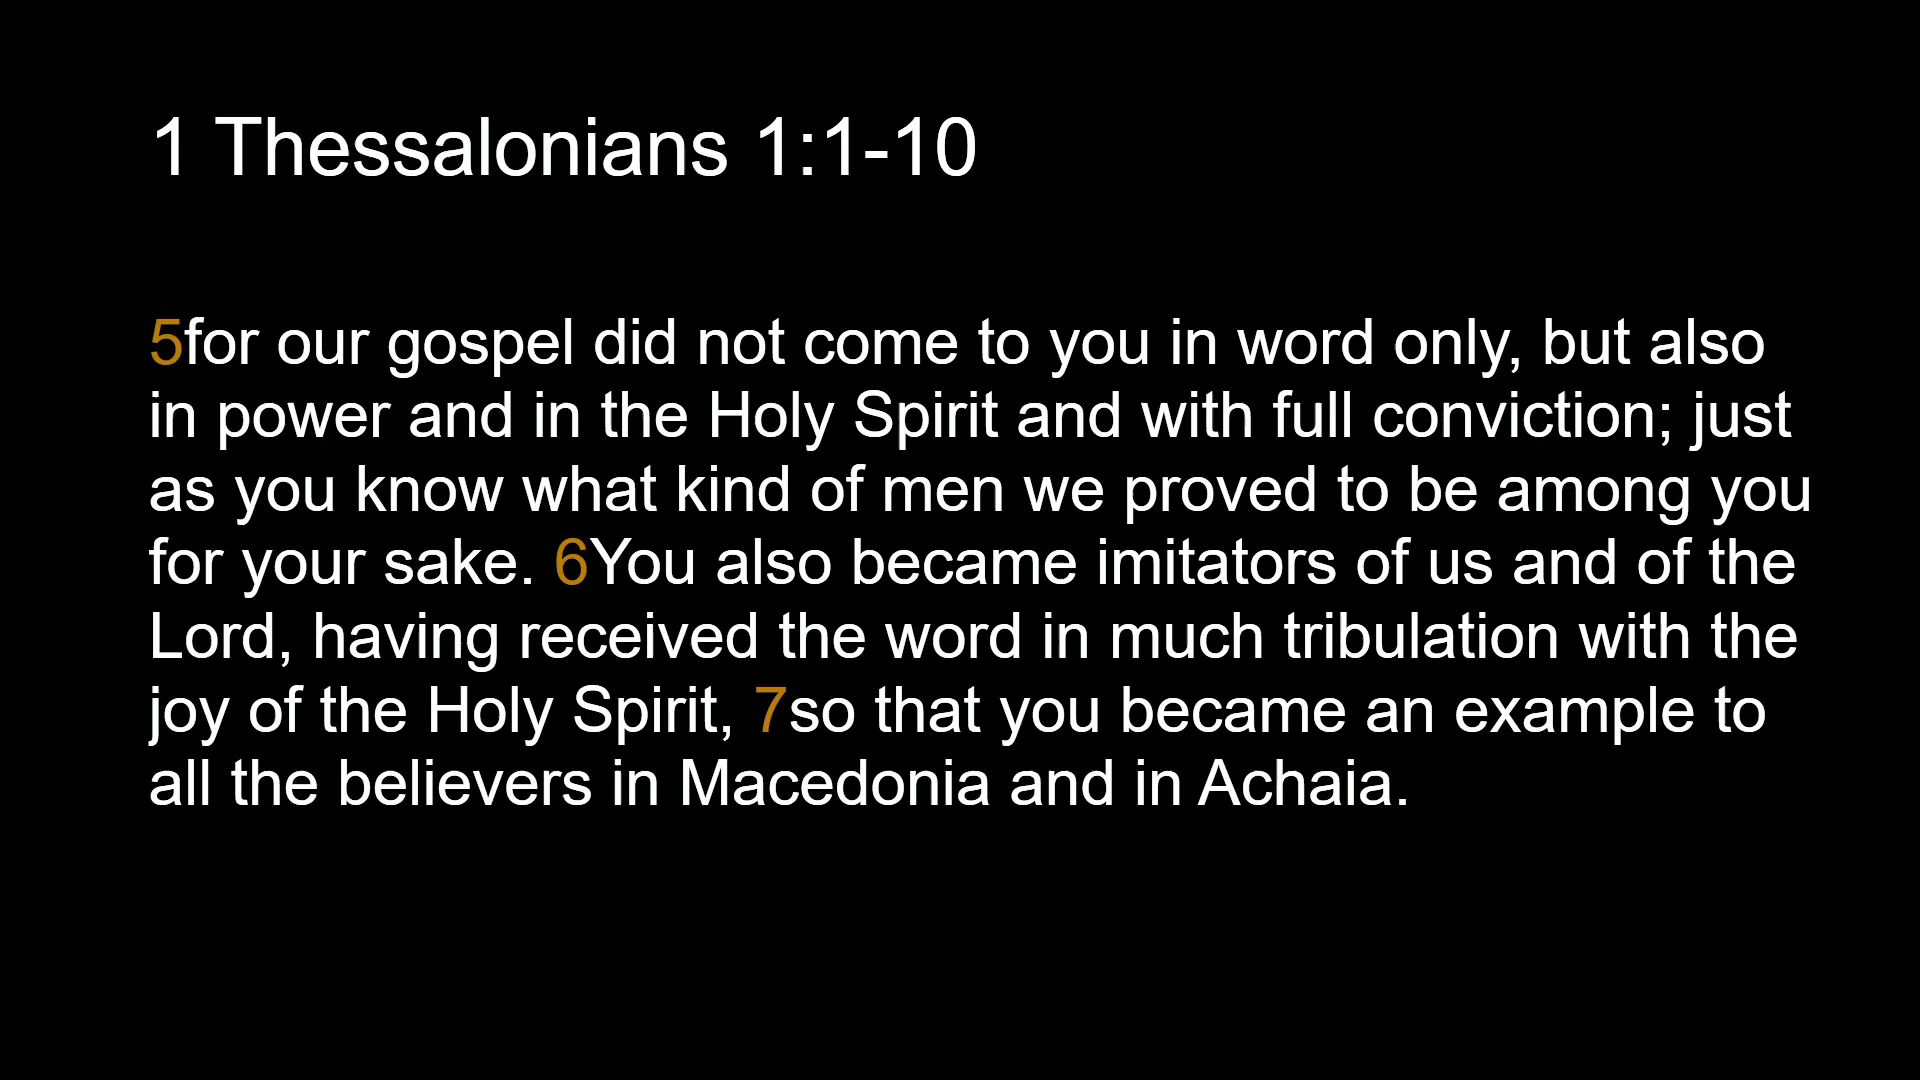 1 Thessalonians 1:1-10
5for our gospel did not come to you in word only, but also
in power and in the Holy Spirit and with full conviction; just
as you know what kind of men we proved to be among you
for your sake. 6You also became imitators of us and of the
Lord, having received the word in much tribulation with the
joy of the Holy Spirit, 7so that you became an example to
all the believers in Macedonia and in Achaia.